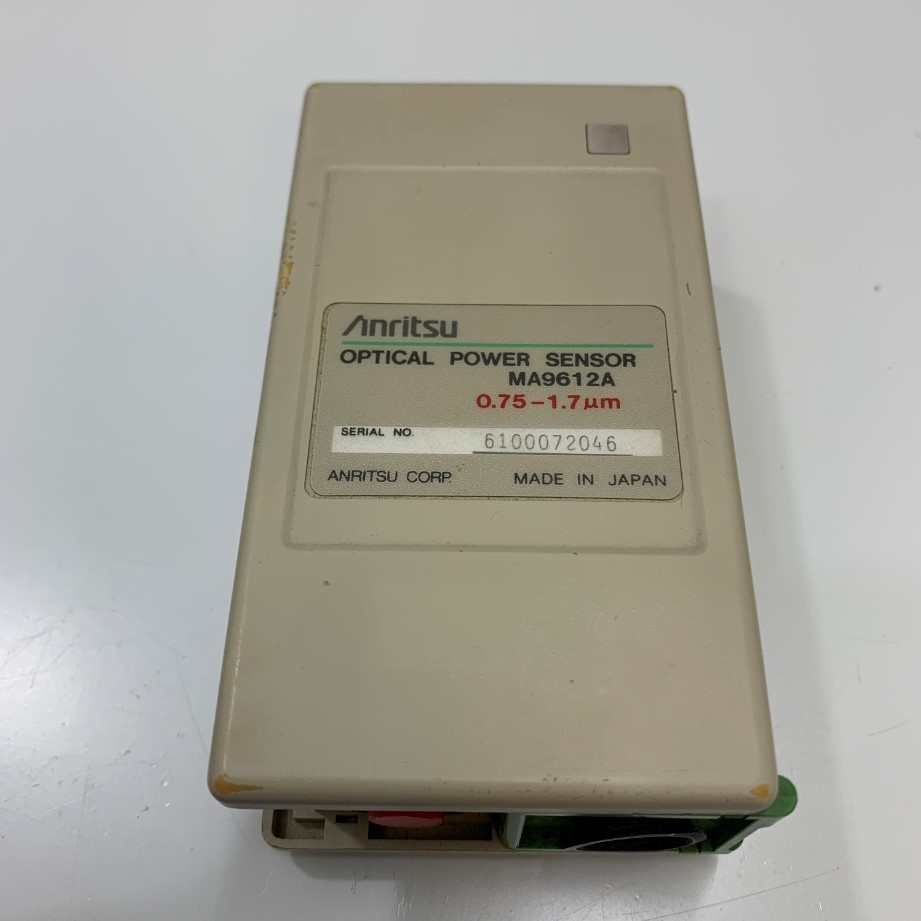 Anritsu
OPTICAL POWER SENSOR
MA9612A
0.75-1.7μm
SERIAL NO. 6100072046
ANRITSU CORP. MADE IN JAPAN